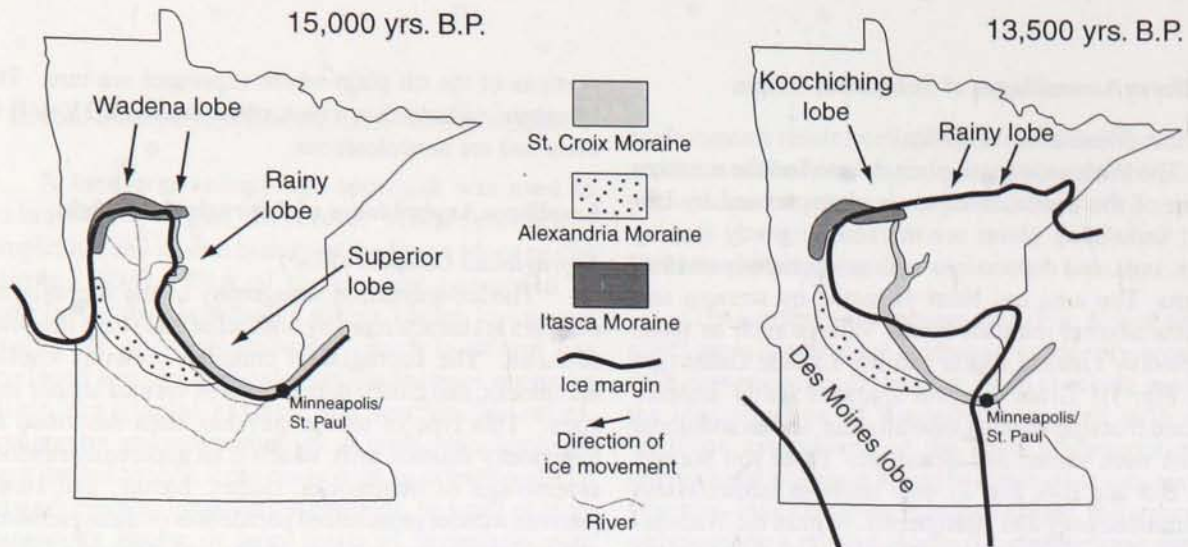 15,000 yrs. B.P.
Wadena lobe
Rainy
lobe
Superior
lobe
Minneapolis/
St. Paul
St. Croix Moraine
Alexandria Moraine
Itasca Moraine
Ice margin
Direction of
ice movement
River
13,500 yrs. B.P.
Koochiching
lobe
Rainy lobe
Des Moines lobe
Minneapolis/
St. Paul